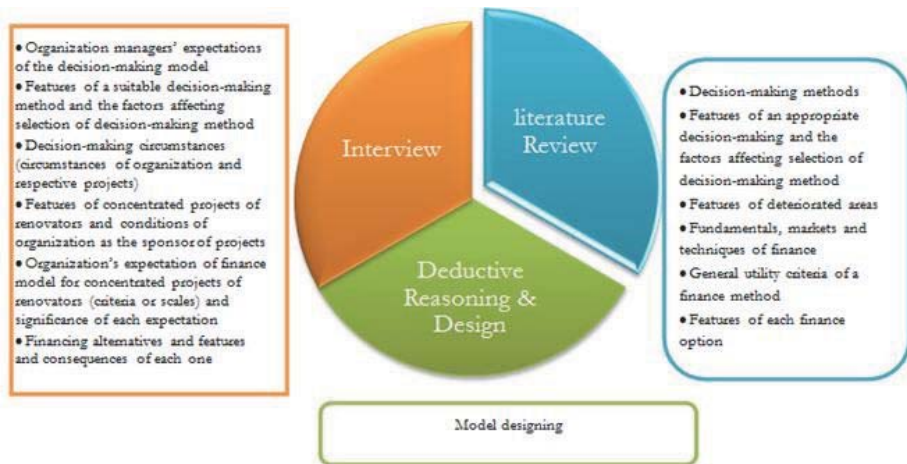 • Organization managers' expectations
of the decision-making model
• Features of a suitable decision-making
method and the factors affecting
selection of decision-making method
• Decision-making circumstances
(circumstances of organization and
respective projects)
• Features of concentrated projects of
renovators and conditions of
organization as the sponsor of projects
• Organization's expectation of finance
model for concentrated projects of
renovators (criteria or scales) and
significance of each expectation
• Financing alternatives and features
and consequences of each one
Interview
literature
Review
Deductive
Reasoning &
Design
• Decision-making methods
• Features of an appropriate
decision-making and the
factors affecting selection of
decision-making method
• Features of deteriorated areas
• Fundamentals, markets and
techniques of finance
• General utility criteria of a
finance method
• Features of each finance
option
Model designing